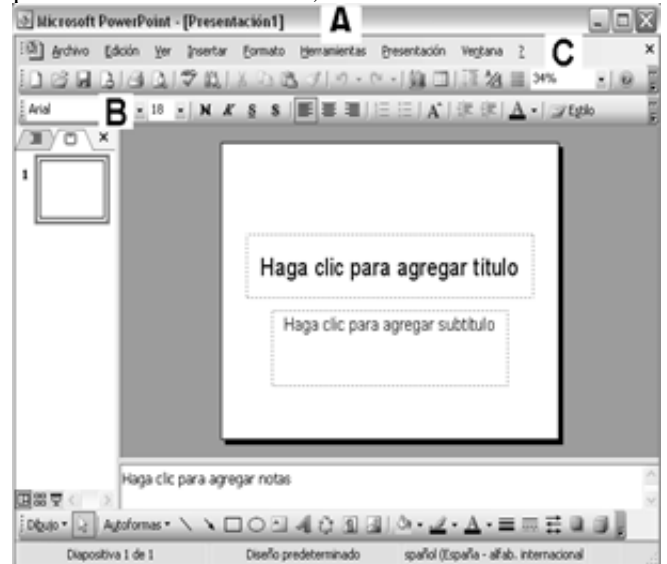 Microsoft PowerPoint - [Presentación1] A
Archivo Edición Ver Insertar Formato Herramientas Presentación Ventana ? C
34%
Arial B 18 N K S S A A Estilo
1
Haga clic para agregar título
Haga clic para agregar subtítulo
Haga clic para agregar notas
Dibujo Autoformas A
Diapositiva 1 de 1 Diseño predeterminado spañol (España - alfab. internacional